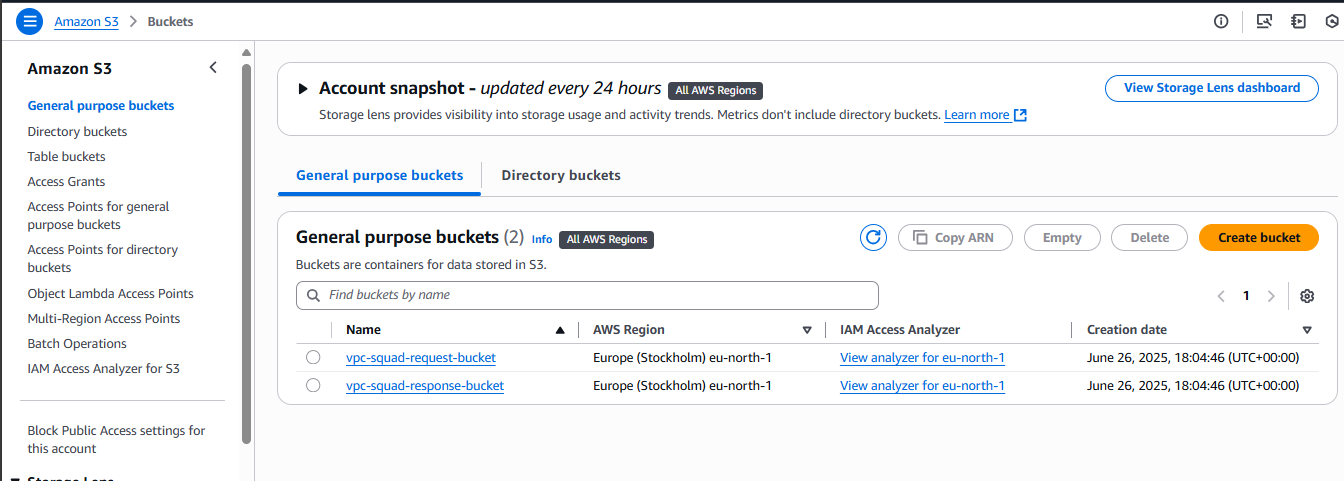 Amazon S3 > Buckets
Amazon S3
General purpose buckets
Directory buckets
Table buckets
Access Grants
Access Points for general
purpose buckets
Access Points for directory
buckets
Object Lambda Access Points
Multi-Region Access Points
Batch Operations
IAM Access Analyzer for S3
Block Public Access settings for
this account
Storage Lens
Account snapshot - updated every 24 hours All AWS Regions
View Storage Lens dashboard
Storage lens provides visibility into storage usage and activity trends. Metrics don't include directory buckets. Learn more
General purpose buckets Directory buckets
General purpose buckets (2) Info All AWS Regions
Copy ARN Empty Delete Create bucket
Buckets are containers for data stored in S3.
Find buckets by name
1
Name AWS Region IAM Access Analyzer Creation date
vpc-squad-request-bucket Europe (Stockholm) eu-north-1 View analyzer for eu-north-1 June 26, 2025, 18:04:46 (UTC+00:00)
vpc-squad-response-bucket Europe (Stockholm) eu-north-1 View analyzer for eu-north-1 June 26, 2025, 18:04:46 (UTC+00:00)